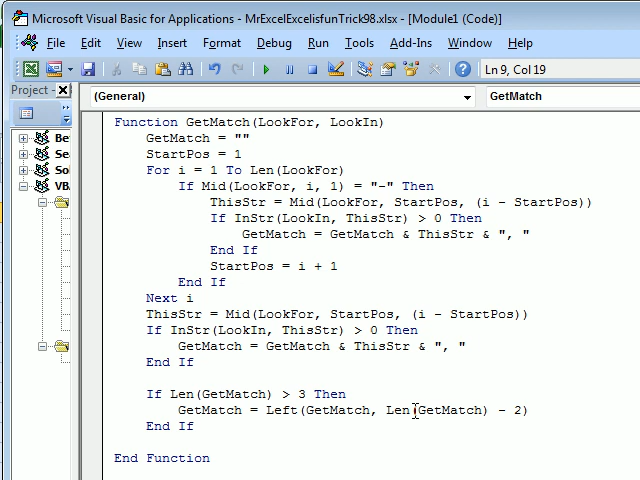 Microsoft Visual Basic for Applications - MrExcelExcelisfunTrick98.xlsx - [Module1 (Code)]
File Edit View Insert Format Debug Run Tools Add-Ins Window Help
Ln 9, Col 19
Project -
(General) GetMatch
Be
Se
So
VB
Function GetMatch(LookFor, LookIn)
GetMatch = ""
StartPos = 1
For i = 1 To Len(LookFor)
If Mid(LookFor, i, 1) = "-" Then
ThisStr = Mid(LookFor, StartPos, (i - StartPos))
If InStr(LookIn, ThisStr) > 0 Then
GetMatch = GetMatch & ThisStr & ", "
End If
StartPos = i + 1
End If
Next i
ThisStr = Mid(LookFor, StartPos, (i - StartPos))
If InStr(LookIn, ThisStr) > 0 Then
GetMatch = GetMatch & ThisStr & ", "
End If
If Len(GetMatch) > 3 Then
GetMatch = Left(GetMatch, Len(GetMatch) - 2)
End If
End Function